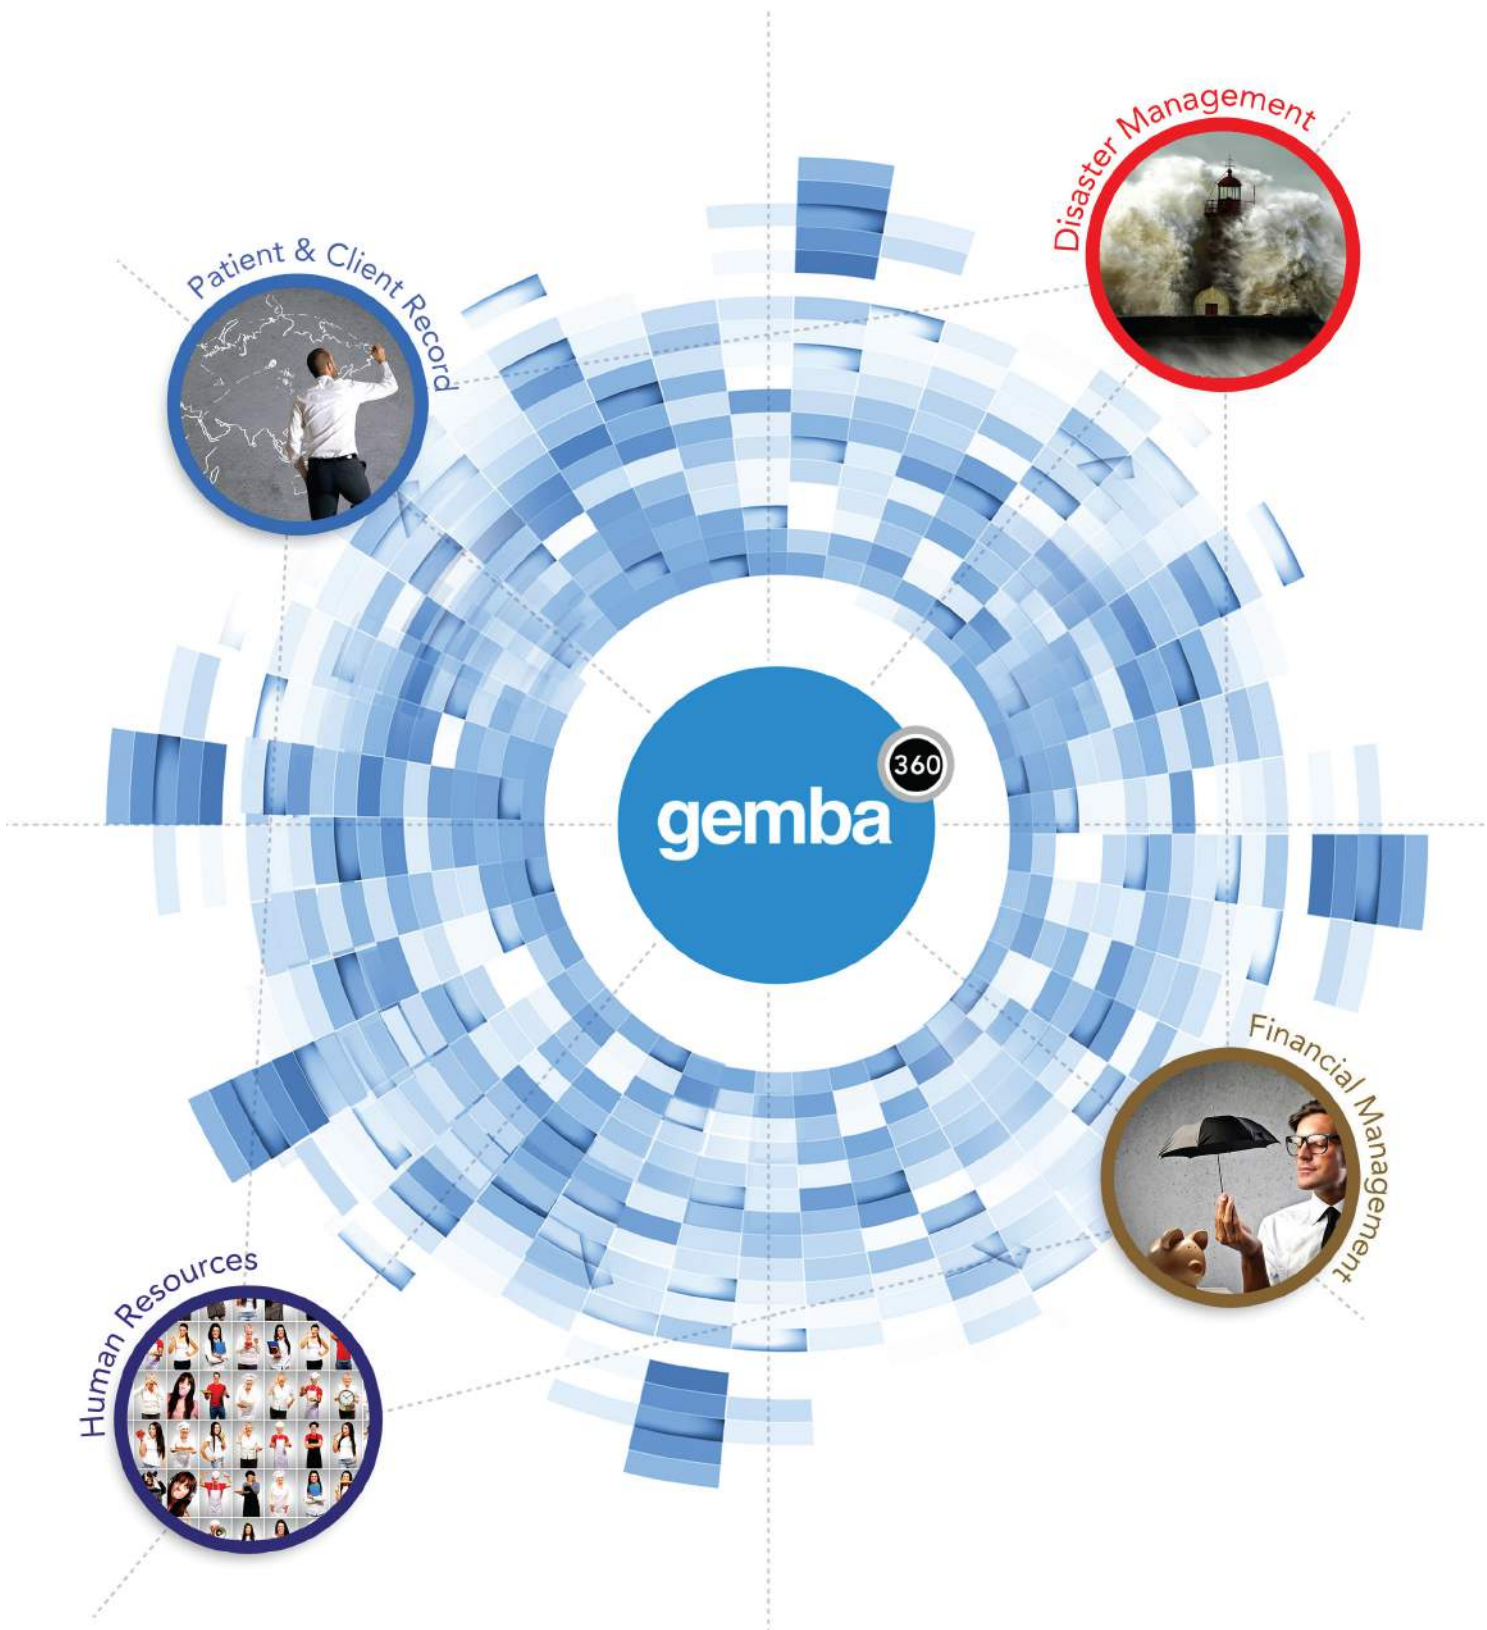 Disaster Management
Patient & Client Record
360
gemba
Financial Management
Human Resources